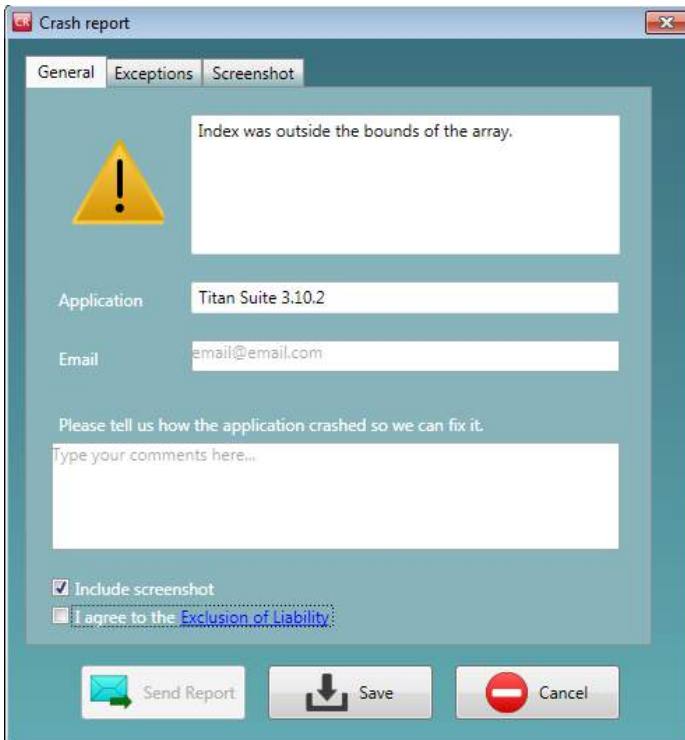 CR Crash report
General Exceptions Screenshot
Index was outside the bounds of the array.
Application Titan Suite 3.10.2
Email email@email.com
Please tell us how the application crashed so we can fix it.
Type your comments here...
Include screenshot
I agree to the Exclusion of Liability
Send Report Save Cancel